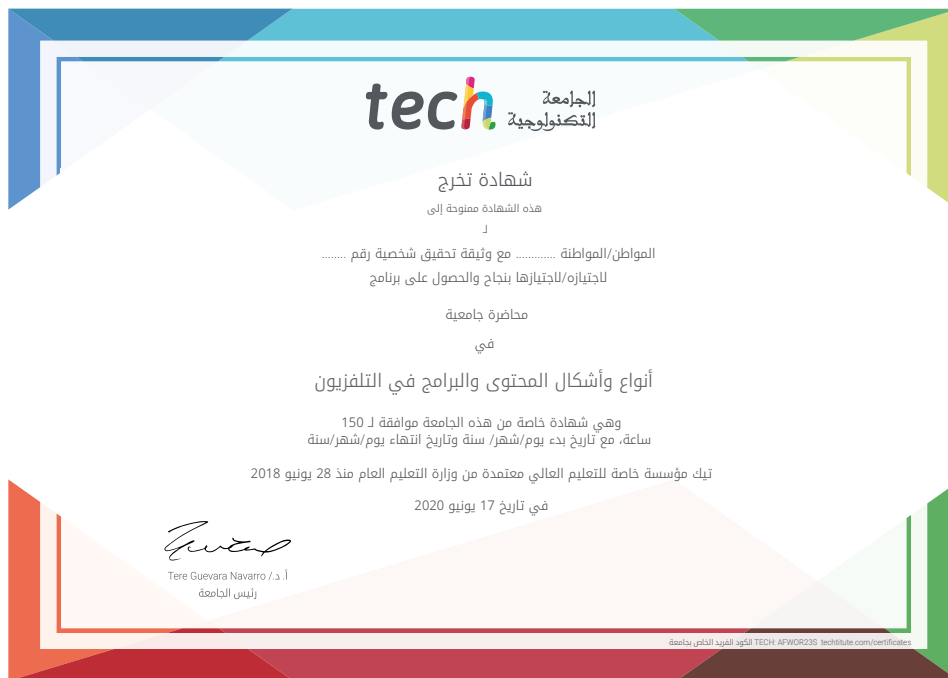 tech الجامعة
التكنولوجية
شهادة تخرج
هذه الشهادة ممنوحة إلى
لـ
المواطن/المواطنة ............ مع وثيقة تحقيق شخصية رقم ........
لاجتيازه/لاجتيازها بنجاح والحصول على برنامج
محاضرة جامعية
في
أنواع وأشكال المحتوى والبرامج في التلفزيون
وهي شهادة خاصة من هذه الجامعة موافقة لـ 150
ساعة، مع تاريخ بدء يوم/شهر/ سنة وتاريخ انتهاء يوم/شهر/سنة
تيك مؤسسة خاصة للتعليم العالي معتمدة من وزارة التعليم العام منذ 28 يونيو 2018
في تاريخ 17 يونيو 2020
أ. د./ Tere Guevara Navarro
رئيس الجامعة
الكود الفريد الخاص بجامعة TECH: AFWOR23S techtitute.com/certificates